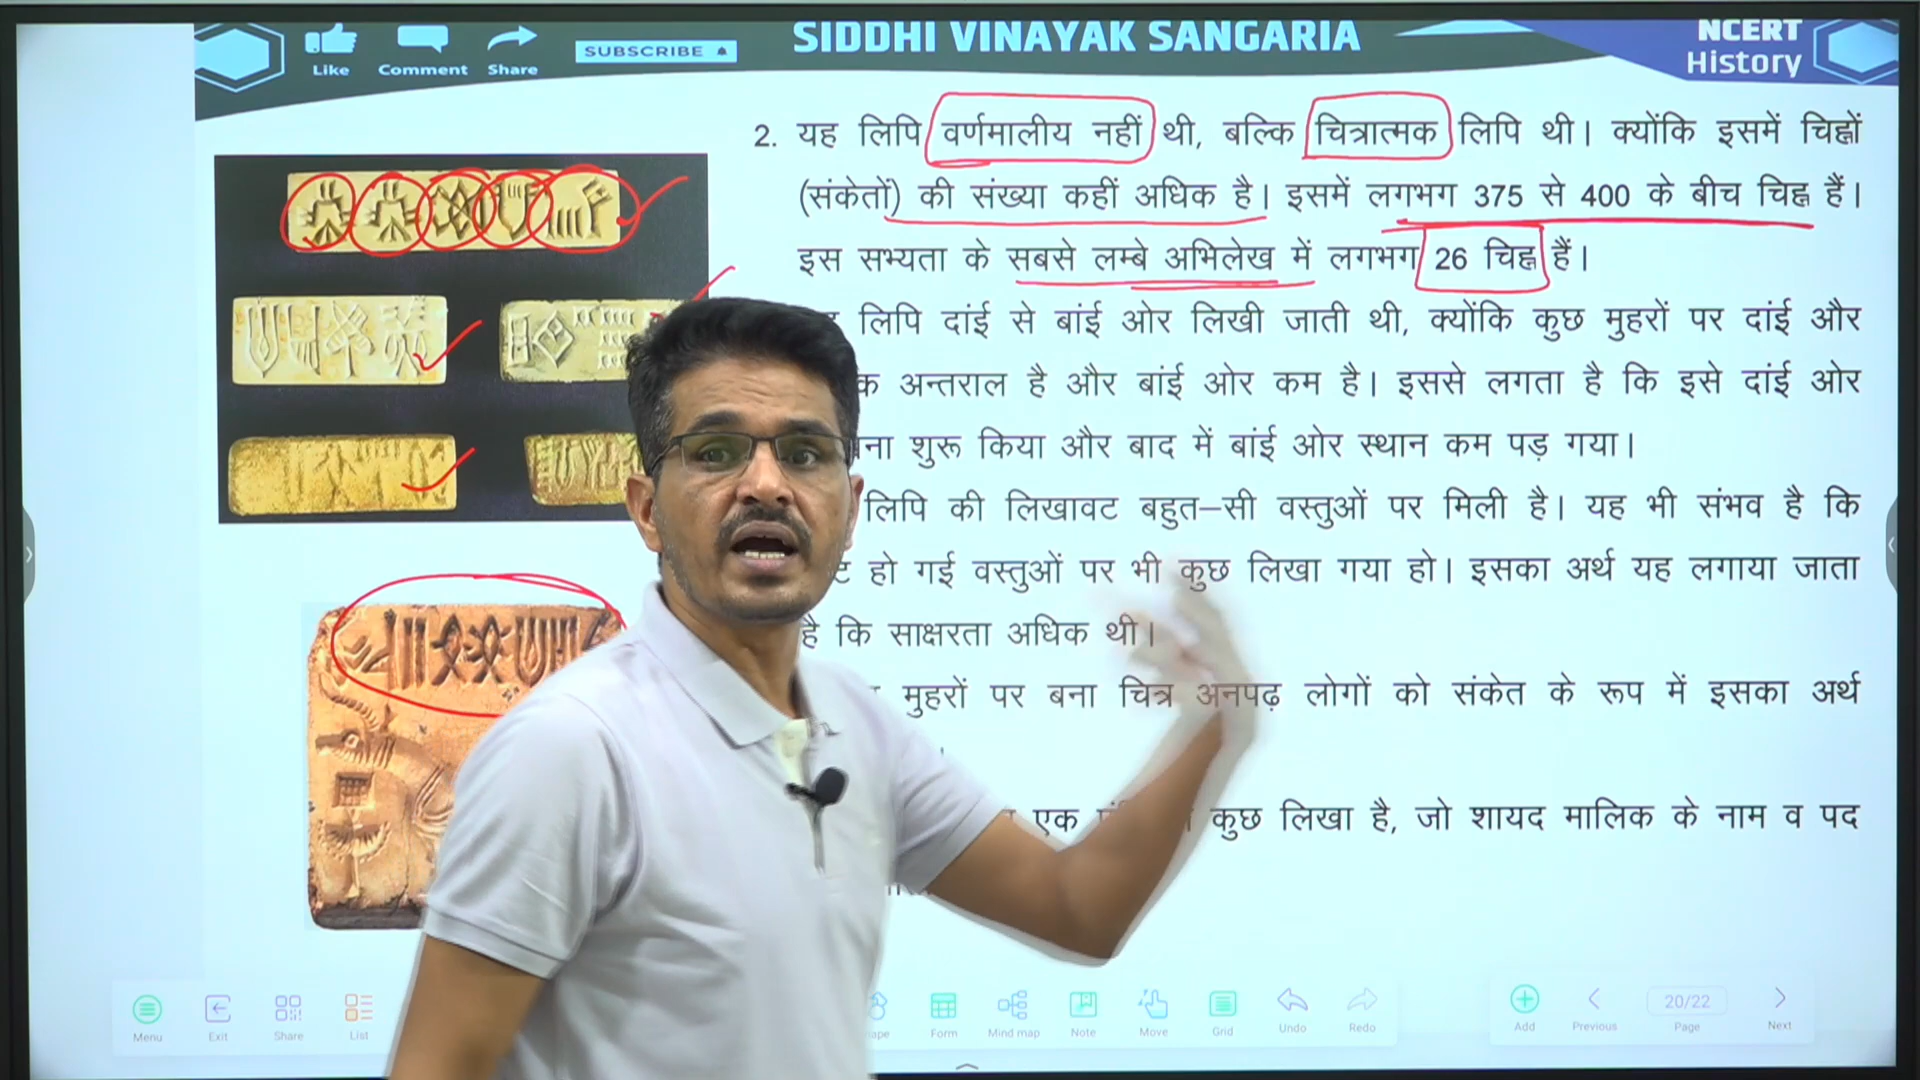 Like
Comment
Share
SUBSCRIBE
SIDDHI VINAYAK SANGARIA
NCERT
History
2. यह लिपि वर्णमालीय नहीं थी, बल्कि चित्रात्मक लिपि थी। क्योंकि इसमें चिह्नों
(संकेतों) की संख्या कहीं अधिक है। इसमें लगभग 375 से 400 के बीच चिह्न हैं।
इस सभ्यता के सबसे लम्बे अभिलेख में लगभग 26 चिह्न हैं।
लिपि दांई से बांई ओर लिखी जाती थी, क्योंकि कुछ मुहरों पर दांई और
अन्तराल है और बांई ओर कम है। इससे लगता है कि इसे दांई ओर
शुरू किया और बाद में बांई ओर स्थान कम पड़ गया।
लिपि की लिखावट बहुत–सी वस्तुओं पर मिली है। यह भी संभव है कि
हो गई वस्तुओं पर भी कुछ लिखा गया हो। इसका अर्थ यह लगाया जाता
है कि साक्षरता अधिक थी।
मुहरों पर बना चित्र अनपढ़ लोगों को संकेत के रूप में इसका अर्थ
एक
कुछ लिखा है, जो शायद मालिक के नाम व पद
Menu
Exit
Share
List
Form
Mind map
Note
Move
Grid
Undo
Redo
Add
Previous
20/22
Page
Next